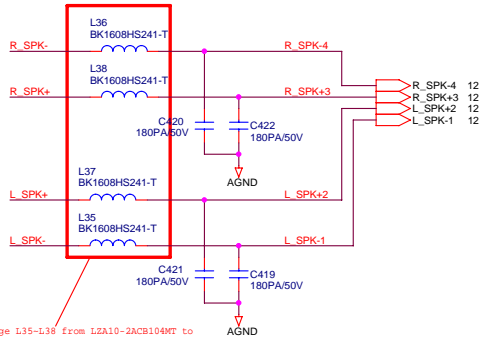 L36
BK1608HS241-T
R_SPK-
R_SPK-4
L38
BK1608HS241-T
R_SPK+
R_SPK+3
R_SPK-4 12
R_SPK+3 12
L_SPK+2 12
L_SPK-1 12
C420
180PA/50V
C422
180PA/50V
AGND
L37
BK1608HS241-T
L_SPK+
L_SPK+2
L35
BK1608HS241-T
L_SPK-
L_SPK-1
C421
180PA/50V
C419
180PA/50V
AGND
ge L35-L38 from LZA10-2ACB104MT to